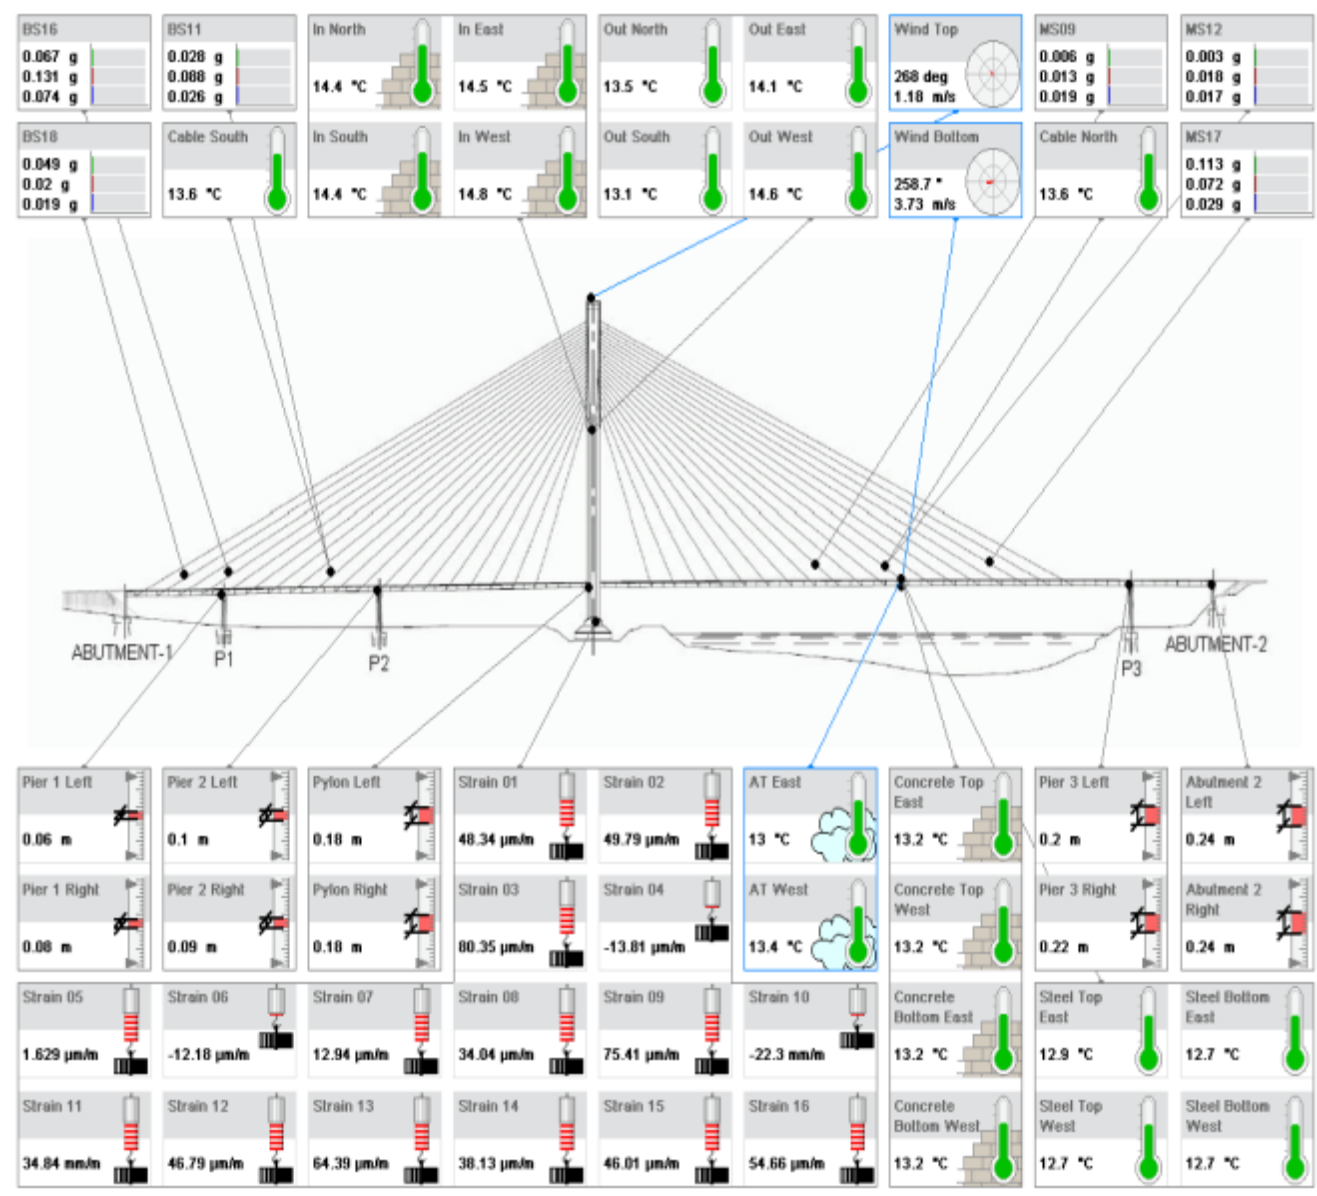 BS16
0.067 g
0.131 g
0.074 g
BS11
0.028 g
0.088 g
0.026 g
In North
14.4 °C
In East
14.5 °C
Out North
13.5 °C
Out East
14.1 °C
Wind Top
268 deg
1.18 m/s
MS09
0.006 g
0.013 g
0.019 g
MS12
0.003 g
0.018 g
0.017 g
BS18
0.049 g
0.02 g
0.019 g
Cable South
13.6 °C
In South
14.4 °C
In West
14.8 °C
Out South
13.1 °C
Out West
14.6 °C
Wind Bottom
258.7 °
3.73 m/s
Cable North
13.6 °C
MS17
0.113 g
0.072 g
0.029 g
ABUTMENT-1
P1
P2
P3
ABUTMENT-2
Pier 1 Left
0.06 m
Pier 2 Left
0.1 m
Pylon Left
0.18 m
Strain 01
48.34 µm/m
Strain 02
49.79 µm/m
AT East
13 °C
Concrete Top
East
13.2 °C
Pier 3 Left
0.2 m
Abutment 2
Left
0.24 m
Pier 1 Right
0.08 m
Pier 2 Right
0.09 m
Pylon Right
0.18 m
Strain 03
80.35 µm/m
Strain 04
-13.81 µm/m
AT West
13.4 °C
Concrete Top
West
13.2 °C
Pier 3 Right
0.22 m
Abutment 2
Right
0.24 m
Strain 05
1.629 µm/m
Strain 06
-12.18 µm/m
Strain 07
12.94 µm/m
Strain 08
34.04 µm/m
Strain 09
75.41 µm/m
Strain 10
-22.3 mm/m
Concrete
Bottom East
13.2 °C
Steel Top
East
12.9 °C
Steel Bottom
East
12.7 °C
Strain 11
34.84 mm/m
Strain 12
46.79 µm/m
Strain 13
64.39 µm/m
Strain 14
38.13 µm/m
Strain 15
46.01 µm/m
Strain 16
54.66 µm/m
Concrete
Bottom West
13.2 °C
Steel Top
West
12.7 °C
Steel Bottom
West
12.7 °C